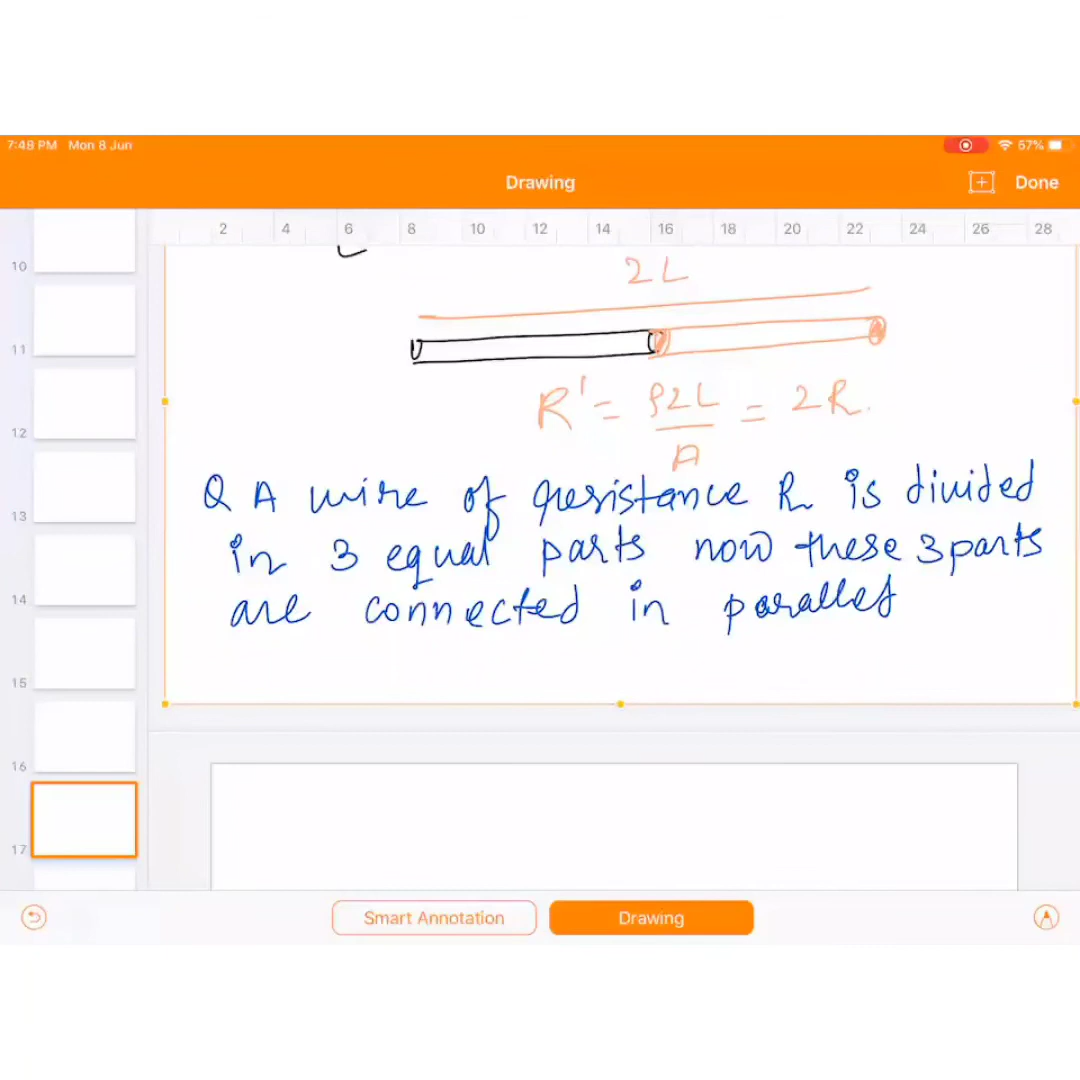 7:48 PM Mon 8 Jun
67%
Drawing
Done
2 4 6 8 10 12 14 16 18 20 22 24 26 28
10
11
12
13
14
15
16
17
2L
R' = ρ2L/A = 2R.
Q A wire of resistance R is divided
in 3 equal parts now these 3 parts
are connected in parallel
Smart Annotation
Drawing